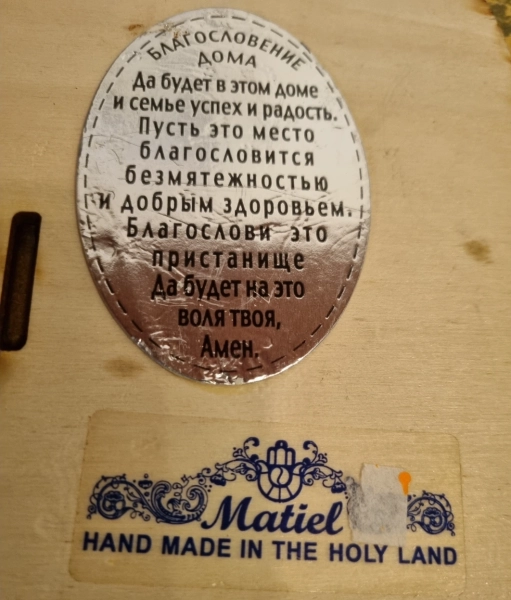 БЛАГОСЛОВЕНИЕ
ДОМА
Да будет в этом доме
и семье успех и радость.
Пусть это место
благословится
безмятежностью
и добрым здоровьем.
Благослови это
пристанище
Да будет на это
воля твоя,
Амен.
Matiel
HAND MADE IN THE HOLY LAND